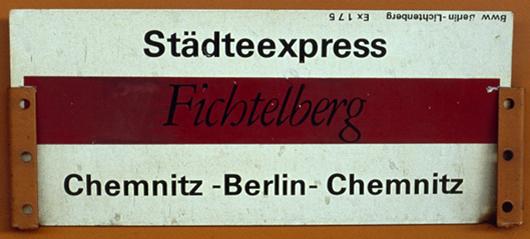 Bww Berlin-Lichtenberg
Ex 175
Städteexpress
Fichtelberg
Chemnitz -Berlin- Chemnitz